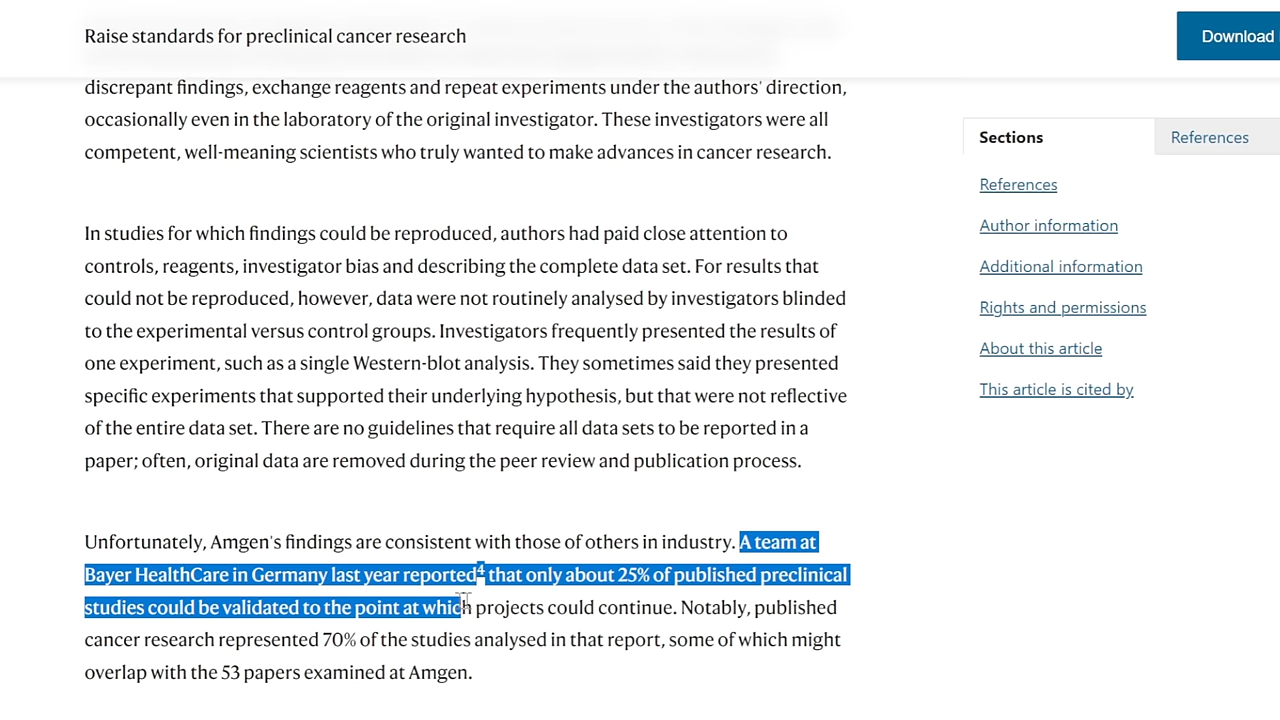 Raise standards for preclinical cancer research
Download
discrepant findings, exchange reagents and repeat experiments under the authors' direction,
occasionally even in the laboratory of the original investigator. These investigators were all
competent, well-meaning scientists who truly wanted to make advances in cancer research.
In studies for which findings could be reproduced, authors had paid close attention to
controls, reagents, investigator bias and describing the complete data set. For results that
could not be reproduced, however, data were not routinely analysed by investigators blinded
to the experimental versus control groups. Investigators frequently presented the results of
one experiment, such as a single Western-blot analysis. They sometimes said they presented
specific experiments that supported their underlying hypothesis, but that were not reflective
of the entire data set. There are no guidelines that require all data sets to be reported in a
paper; often, original data are removed during the peer review and publication process.
Unfortunately, Amgen's findings are consistent with those of others in industry. A team at
Bayer HealthCare in Germany last year reported4 that only about 25% of published preclinical
studies could be validated to the point at which projects could continue. Notably, published
cancer research represented 70% of the studies analysed in that report, some of which might
overlap with the 53 papers examined at Amgen.
Sections
References
References
Author information
Additional information
Rights and permissions
About this article
This article is cited by